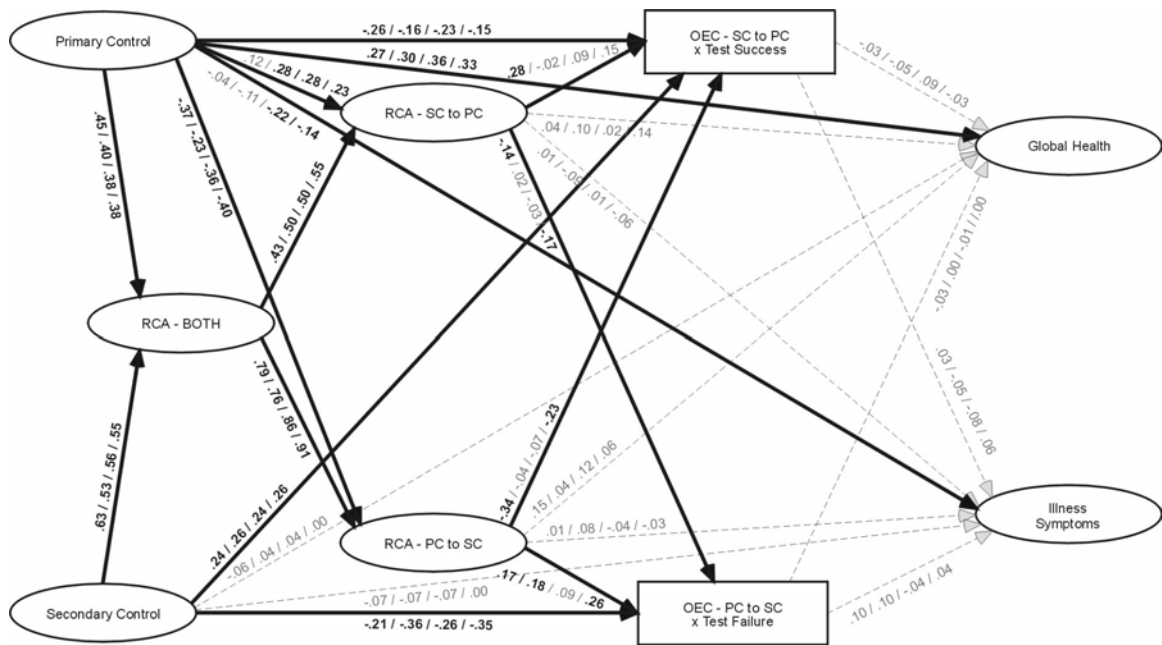 Primary Control
-.26 / -.16 / -.23 / -.15
OEC - SC to PC
x Test Success
.27 / .30 / .36 / .33
-.03 / -.05 / .09 / -.03
.12 / .28 / .28 / .23
.28 / -.02 / .09 / .15
-.04 / -.11 / -.22 / -.14
RCA - SC to PC
.04 / .10 / .02 / .14
Global Health
-.37 / -.23 / -.36 / -.40
.45 / .40 / .38 / .38
-.14 / .02 / -.03 / -.17
.01 / -.09 / .01 / -.06
.43 / .50 / .50 / .55
-.03 / .00 / -.01 / .00
RCA - BOTH
.79 / .76 / .86 / .91
.03 / -.05 / -.08 / .06
.63 / .53 / .56 / .55
-.34 / -.04 / -.07 / -.23
.15 / .04 / .12 / .06
.24 / .26 / .24 / .26
-.06 / .04 / .04 / .00
RCA - PC to SC
.01 / .08 / -.04 / -.03
Illness
Symptoms
.17 / .18 / .09 / .26
Secondary Control
-.07 / -.07 / -.07 / .00
-.21 / -.36 / -.26 / -.35
OEC - PC to SC
x Test Failure
.10 / .10 / -.04 / .04